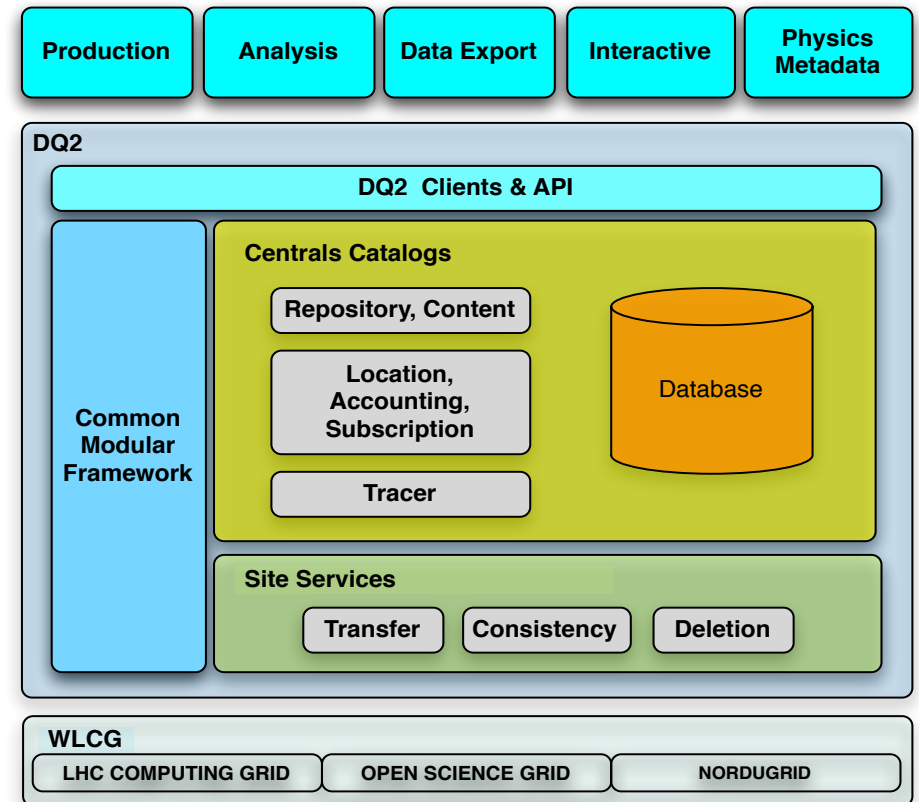 Production
Analysis
Data Export
Interactive
Physics
Metadata
DQ2
DQ2 Clients & API
Common
Modular
Framework
Centrals Catalogs
Repository, Content
Location,
Accounting,
Subscription
Tracer
Database
Site Services
Transfer
Consistency
Deletion
WLCG
LHC COMPUTING GRID
OPEN SCIENCE GRID
NORDUGRID